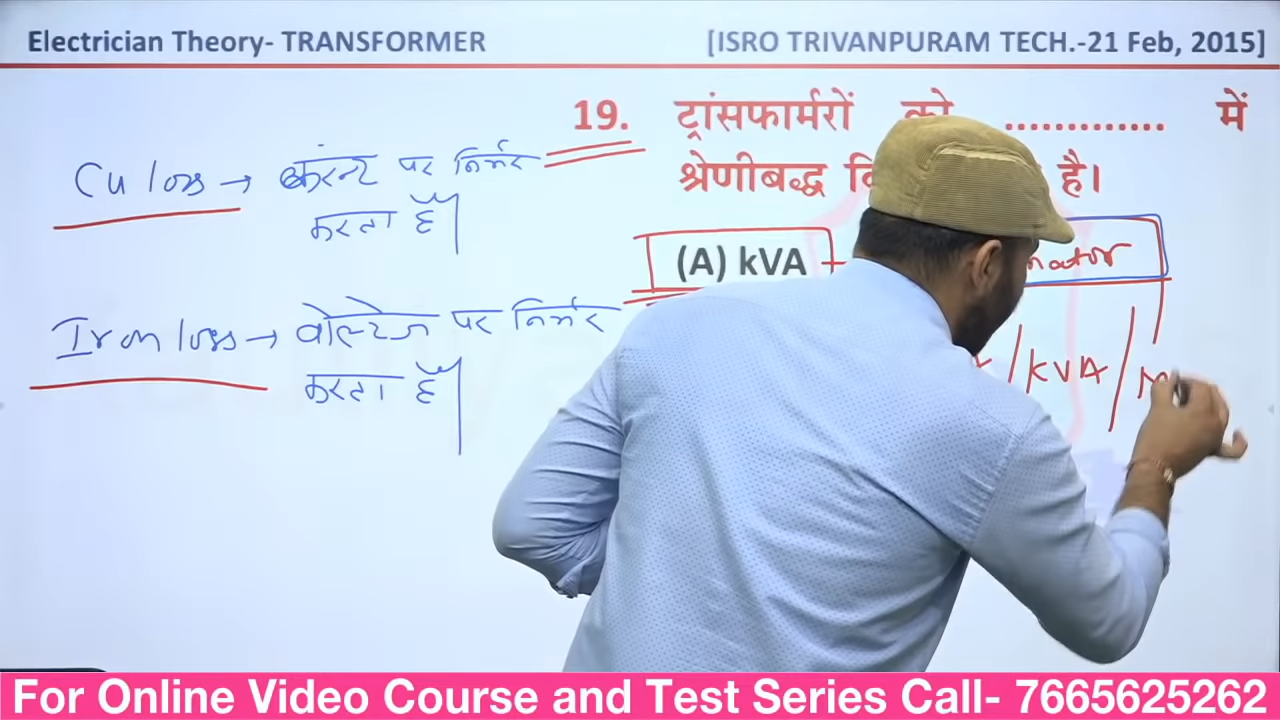 Electrician Theory- TRANSFORMER
[ISRO TRIVANPURAM TECH.-21 Feb, 2015]
19. ट्रांसफार्मरों को ............. में
श्रेणीबद्ध है।
(A) kVA
Cu loss → करन्ट पर निर्भर
करता है।
Iron loss → वोल्टेज पर निर्भर
करता है।
/ kVA / M
For Online Video Course and Test Series Call- 7665625262